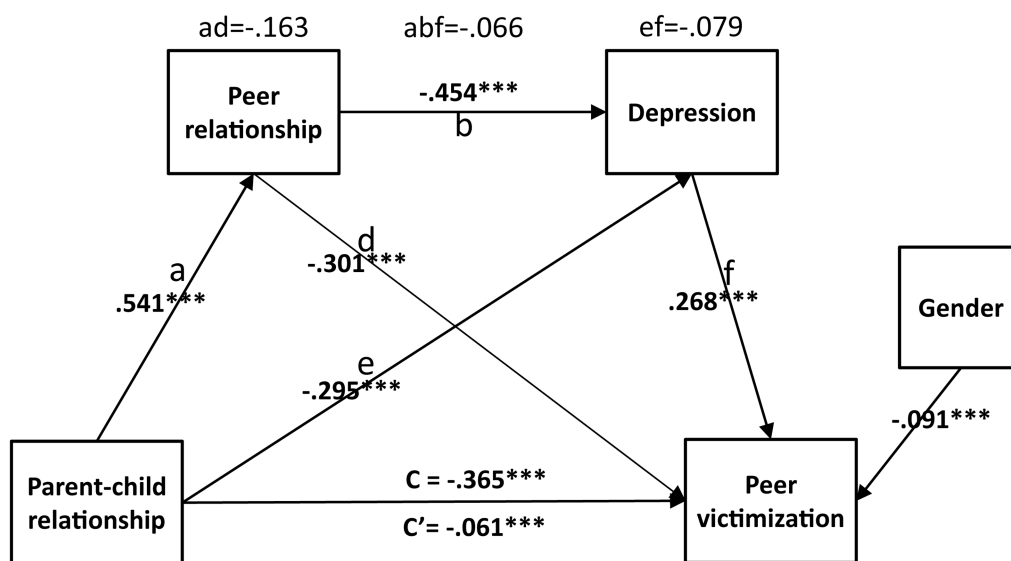 ad=-.163
abf=-.066
ef=-.079
Peer
relationship
-.454***
b
Depression
d
-.301***
a
.541***
f
.268***
Gender
e
-.295***
-.091***
Parent-child
relationship
C = -.365***
C’= -.061***
Peer
victimization